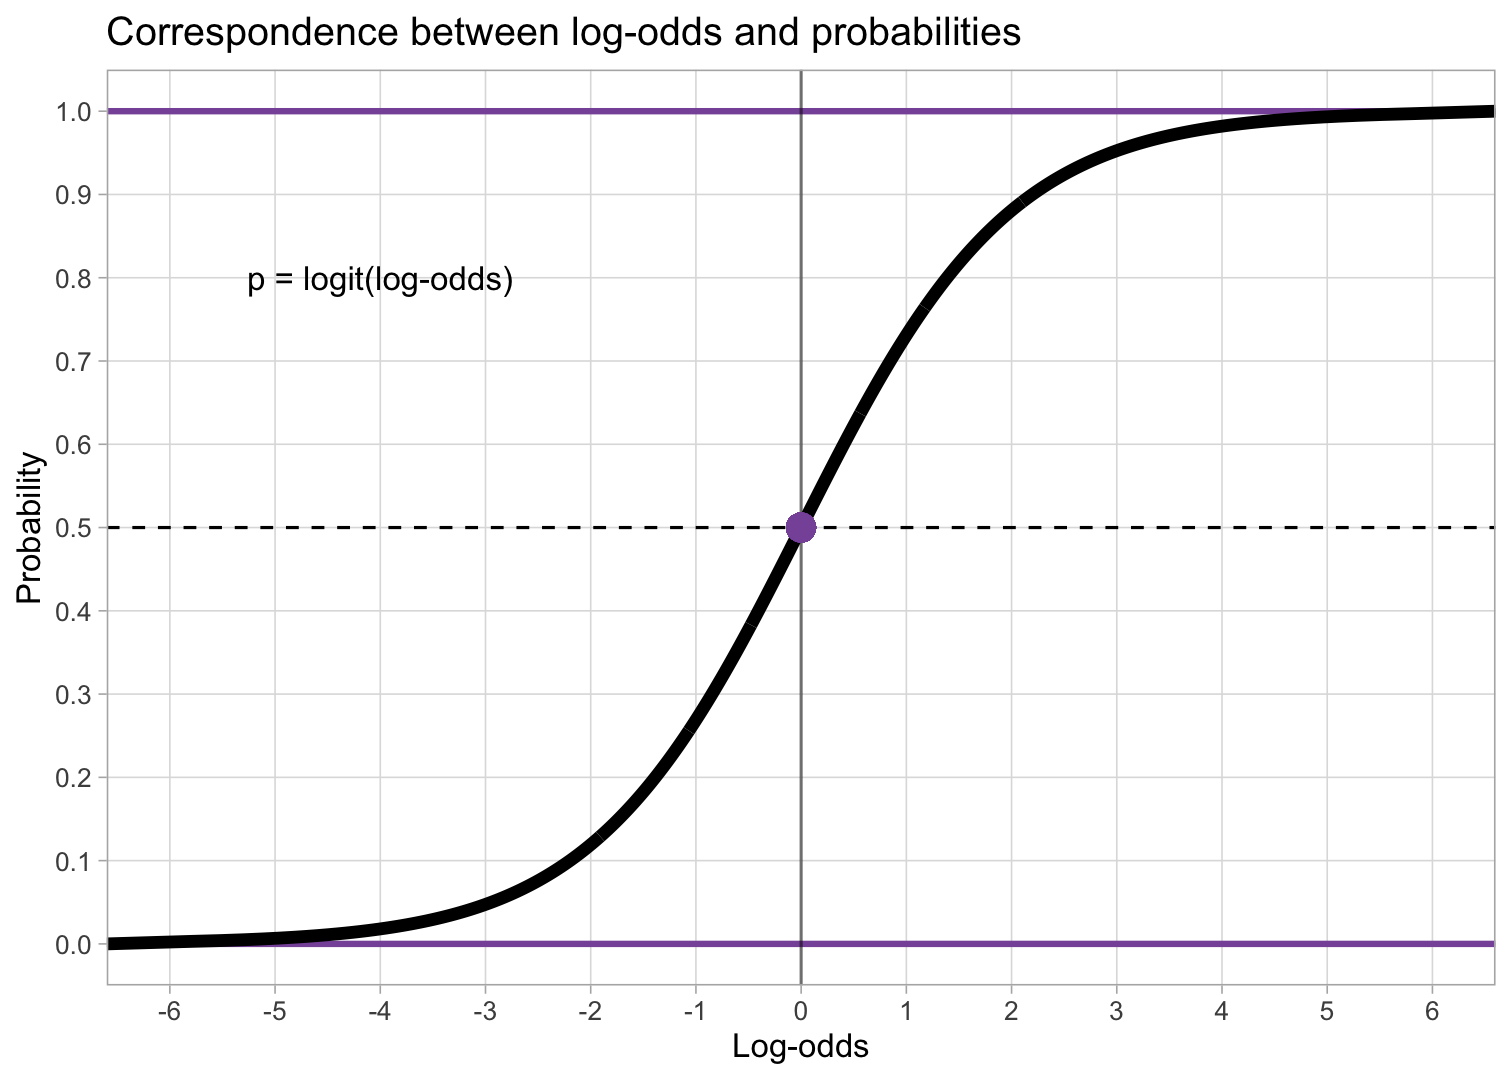 Correspondence between log-odds and probabilities
1.0
0.9
0.8
p = logit(log-odds)
0.7
0.6
0.5
0.4
0.3
0.2
0.1
0.0
Probability
-6 -5 -4 -3 -2 -1 0 1 2 3 4 5 6
Log-odds